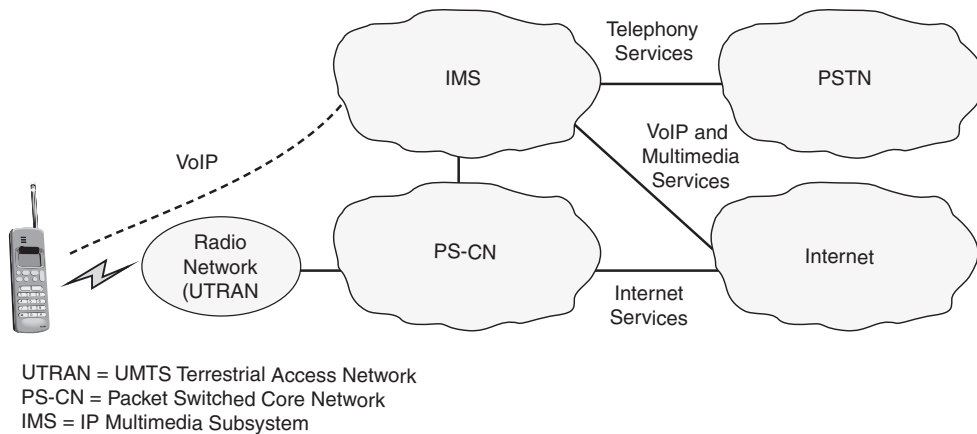 Telephony
Services
IMS
PSTN
VoIP and
Multimedia
Services
VoIP
Radio
Network
(UTRAN
PS-CN
Internet
Internet
Services
UTRAN = UMTS Terrestrial Access Network
PS-CN = Packet Switched Core Network
IMS = IP Multimedia Subsystem